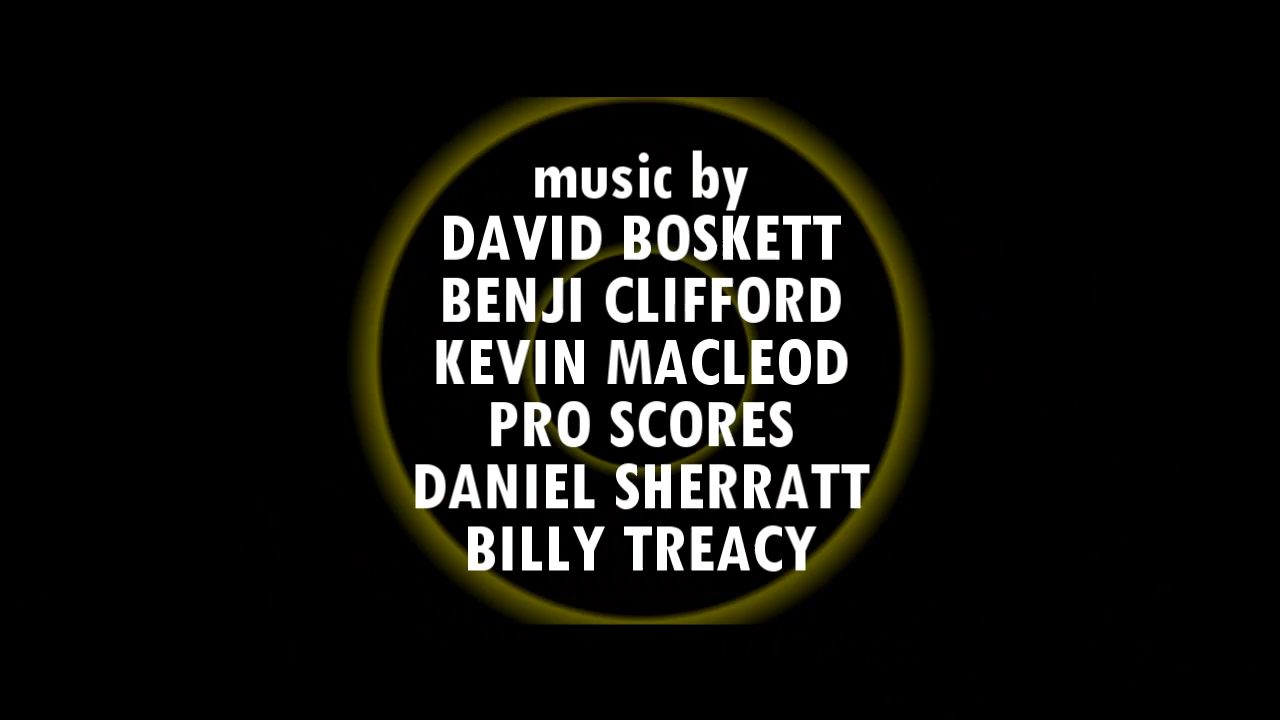 music by
DAVID BOSKETT
BENJI CLIFFORD
KEVIN MACLEOD
PRO SCORES
DANIEL SHERRATT
BILLY TREACY